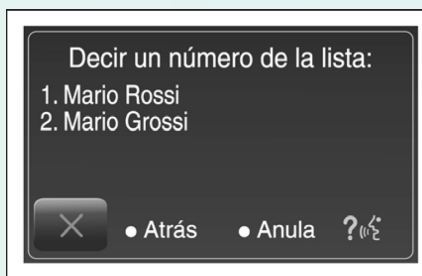 Decir un número de la lista:
1. Mario Rossi
2. Mario Grossi
● Atrás ● Anula ?